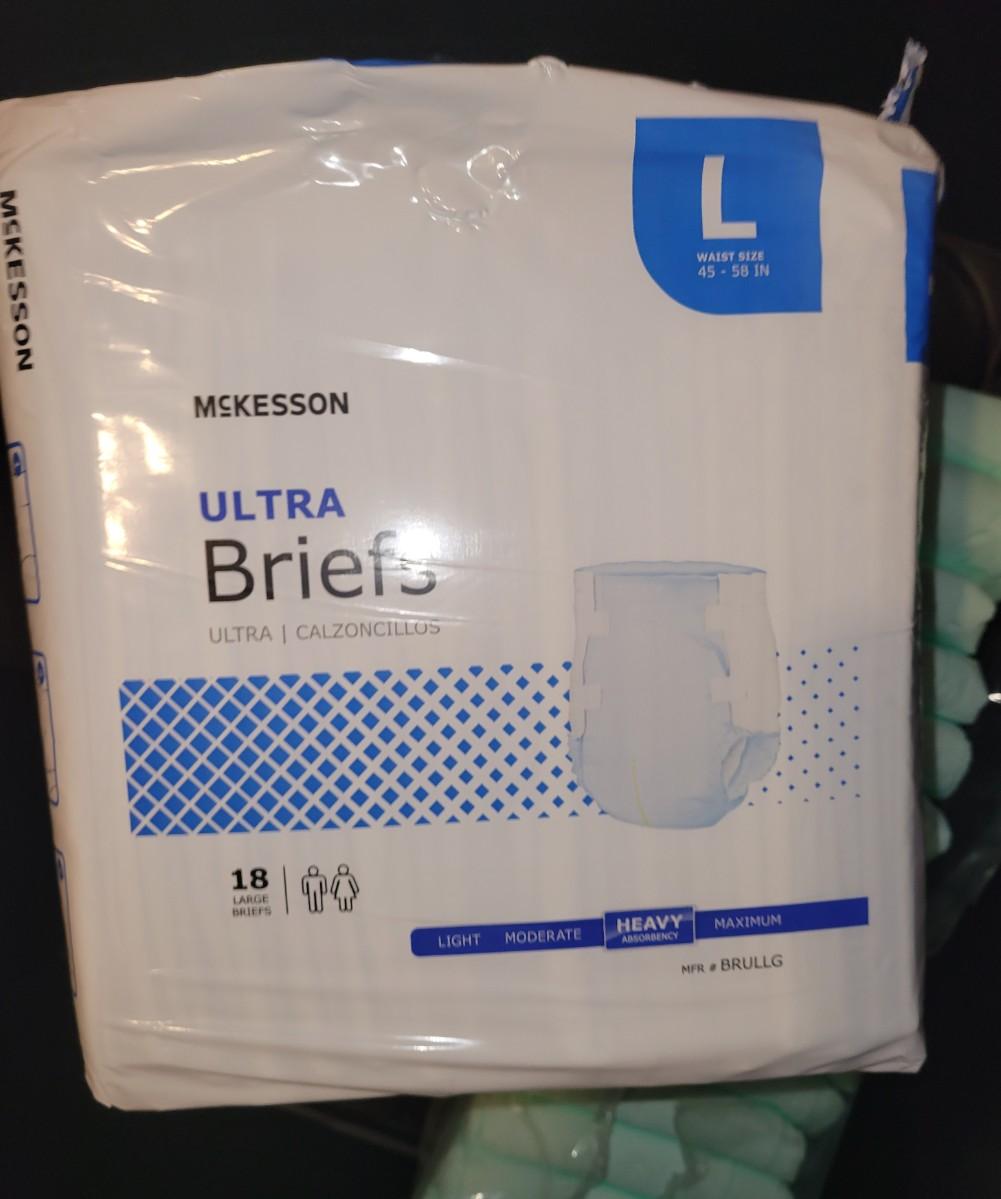 L
WAIST SIZE
45 - 58 IN
McKESSON
McKESSON
ULTRA
Briefs
ULTRA | CALZONCILLOS
18
LARGE
BRIEFS
LIGHT MODERATE HEAVY ABSORBENCY MAXIMUM
MFR # BRULLG